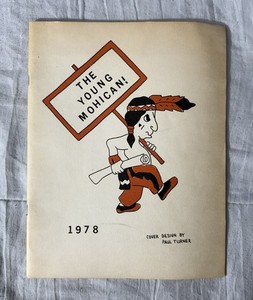 THE
YOUNG
MOHICAN!
1978
COVER DESIGN BY
PAUL TURNER